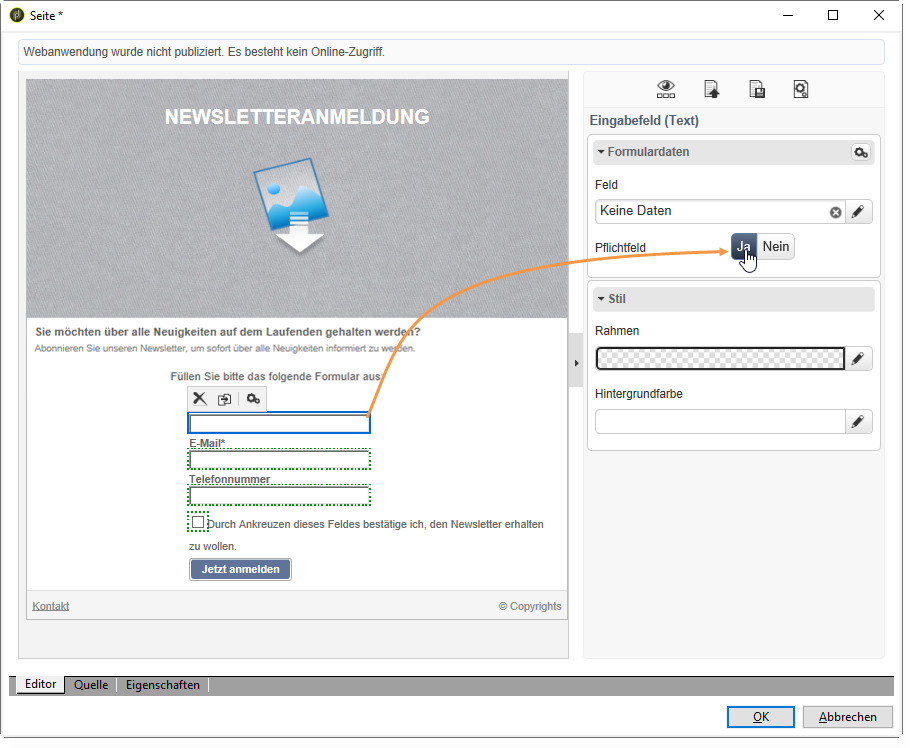 Seite *
Webanwendung wurde nicht publiziert. Es besteht kein Online-Zugriff.
NEWSLETTERANMELDUNG
Sie möchten über alle Neuigkeiten auf dem Laufenden gehalten werden?
Abonnieren Sie unseren Newsletter, um sofort über alle Neuigkeiten informiert zu werden.
Füllen Sie bitte das folgende Formular aus:
E-Mail*
Telefonnummer
Durch Ankreuzen dieses Feldes bestätige ich, den Newsletter erhalten
zu wollen.
Jetzt anmelden
Kontakt
© Copyrights
Eingabefeld (Text)
Formulardaten
Feld
Keine Daten
Pflichtfeld
Ja Nein
Stil
Rahmen
Hintergrundfarbe
Editor Quelle Eigenschaften
OK Abbrechen